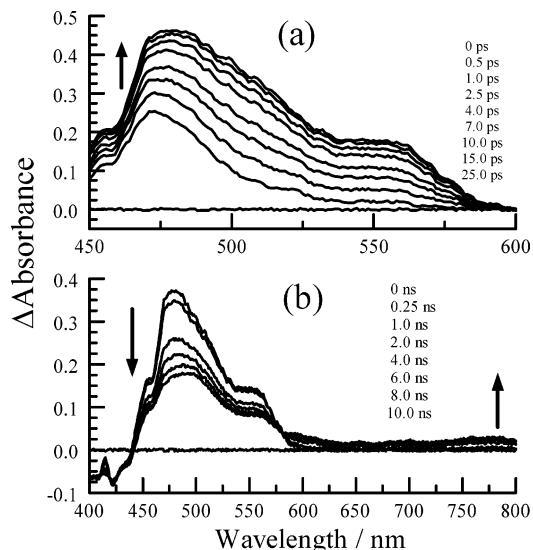 (a)
0.5
0.4
0.3
0.2
0.1
0.0
0 ps
0.5 ps
1.0 ps
2.5 ps
4.0 ps
7.0 ps
10.0 ps
15.0 ps
25.0 ps
450 500 550 600
ΔAbsorbance
(b)
0.4
0.3
0.2
0.1
0.0
-0.1
0 ns
0.25 ns
1.0 ns
2.0 ns
4.0 ns
6.0 ns
8.0 ns
10.0 ns
400 450 500 550 600 650 700 750 800
Wavelength / nm